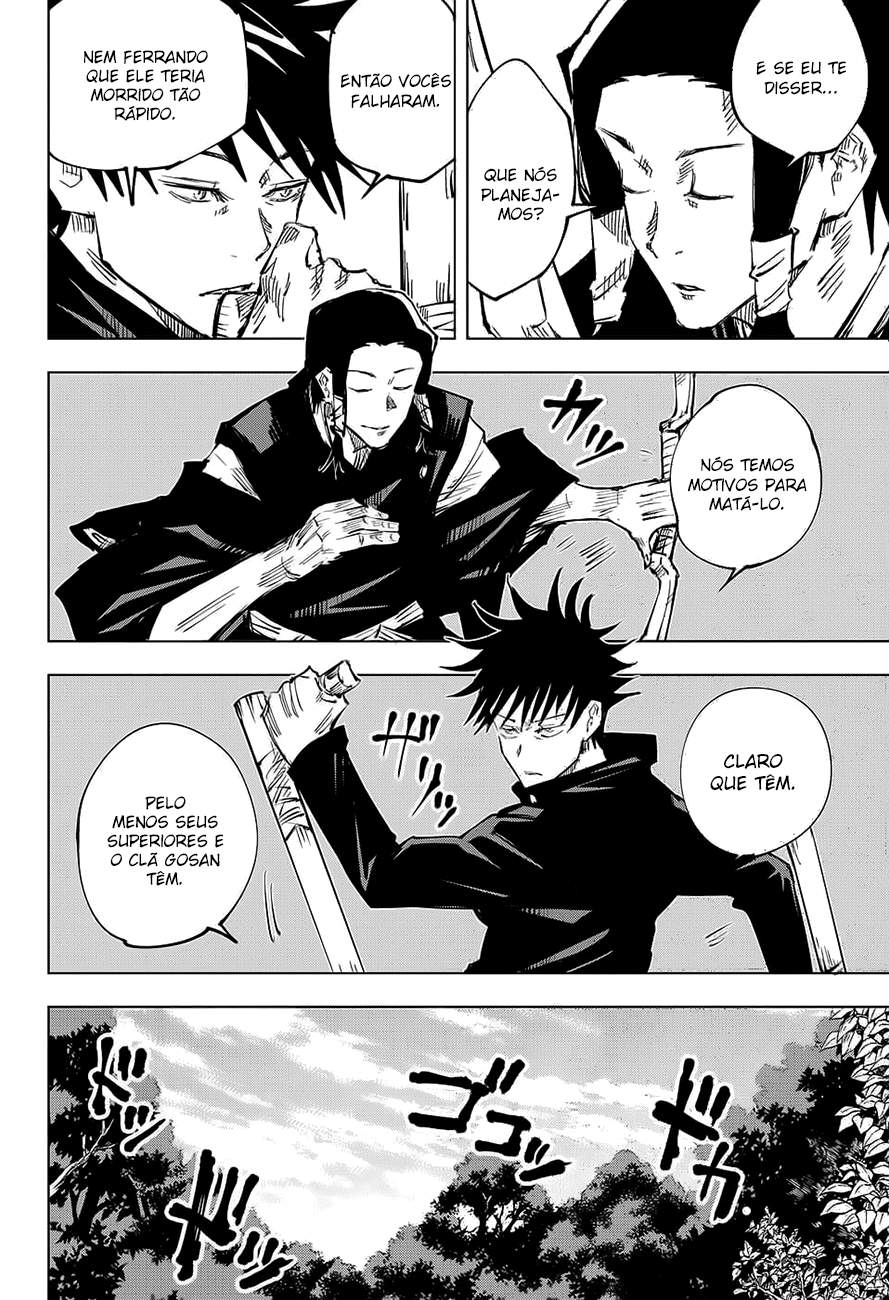 E SE EU TE
DISSER...
QUE NÓS
PLANEJA-
MOS?
ENTÃO VOCÊS
FALHARAM.
NEM FERRANDO
QUE ELE TERIA
MORRIDO TÃO
RÁPIDO.
NÓS TEMOS
MOTIVOS PARA
MATÁ-LO.
カッ
CLARO
QUE TÊM.
ザッ
PELO
MENOS SEUS
SUPERIORES E
O CLÃ GOSAN
TÊM.
ドドッ
ゴゴッ
ドドッ